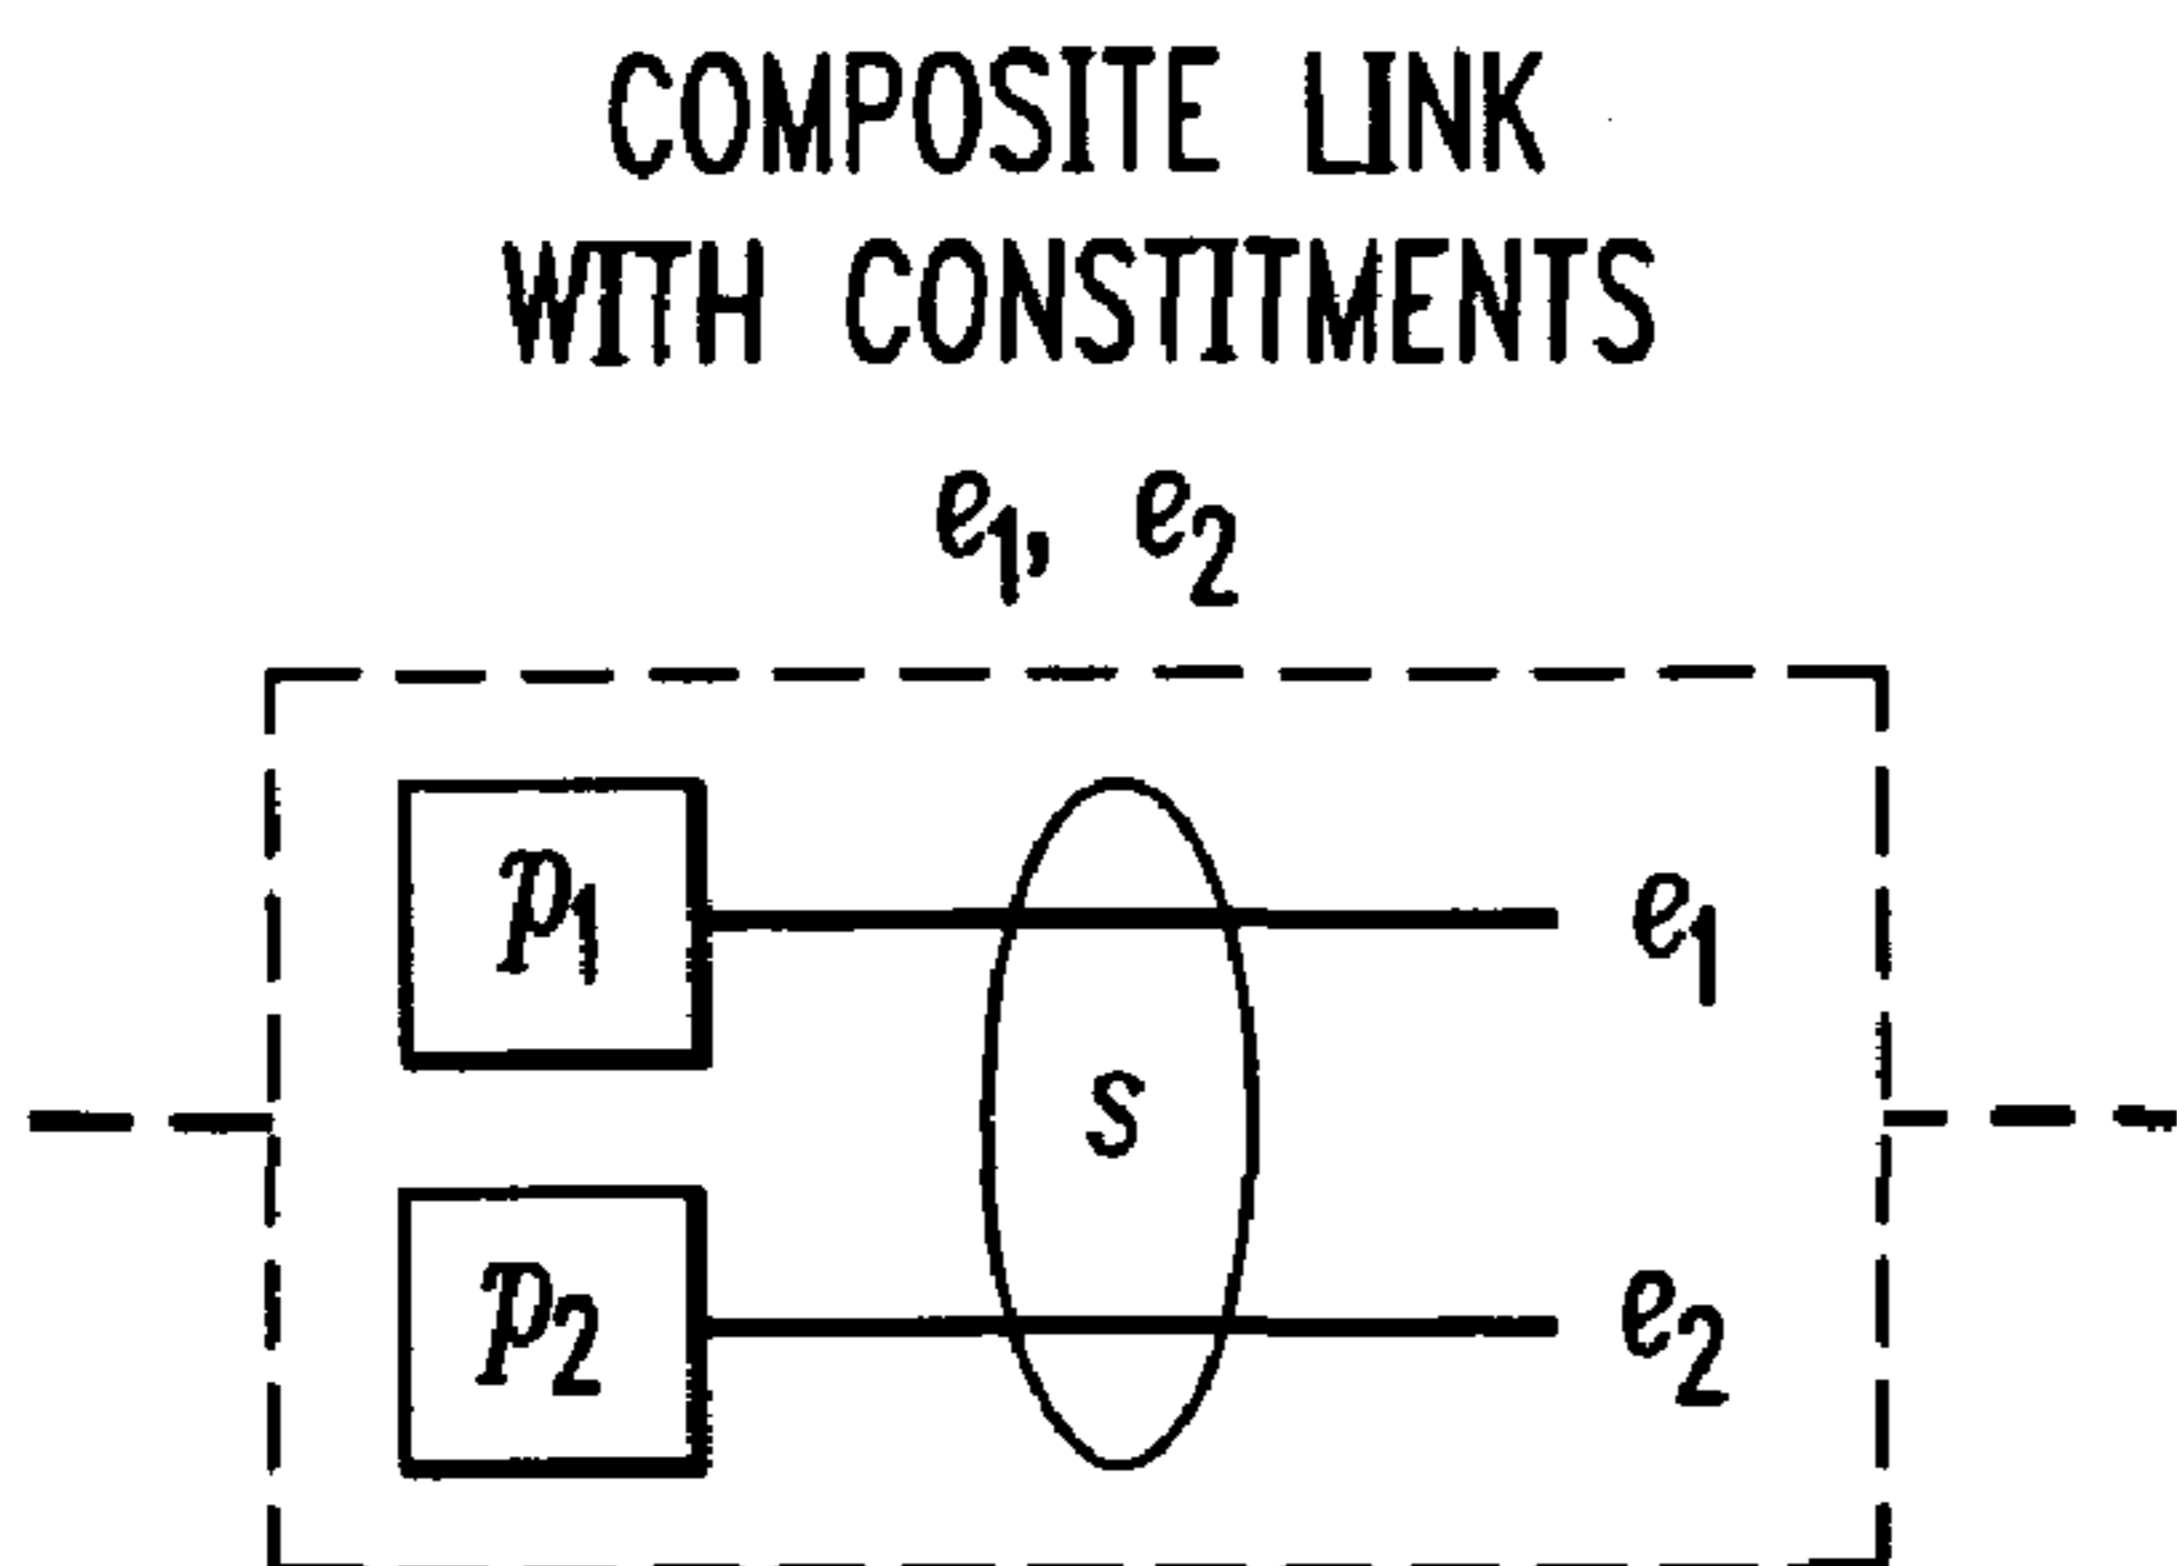 COMPOSITE LINK
WITH CONSTITMENTS
e1, e2
p1
e1
s
p2
e2